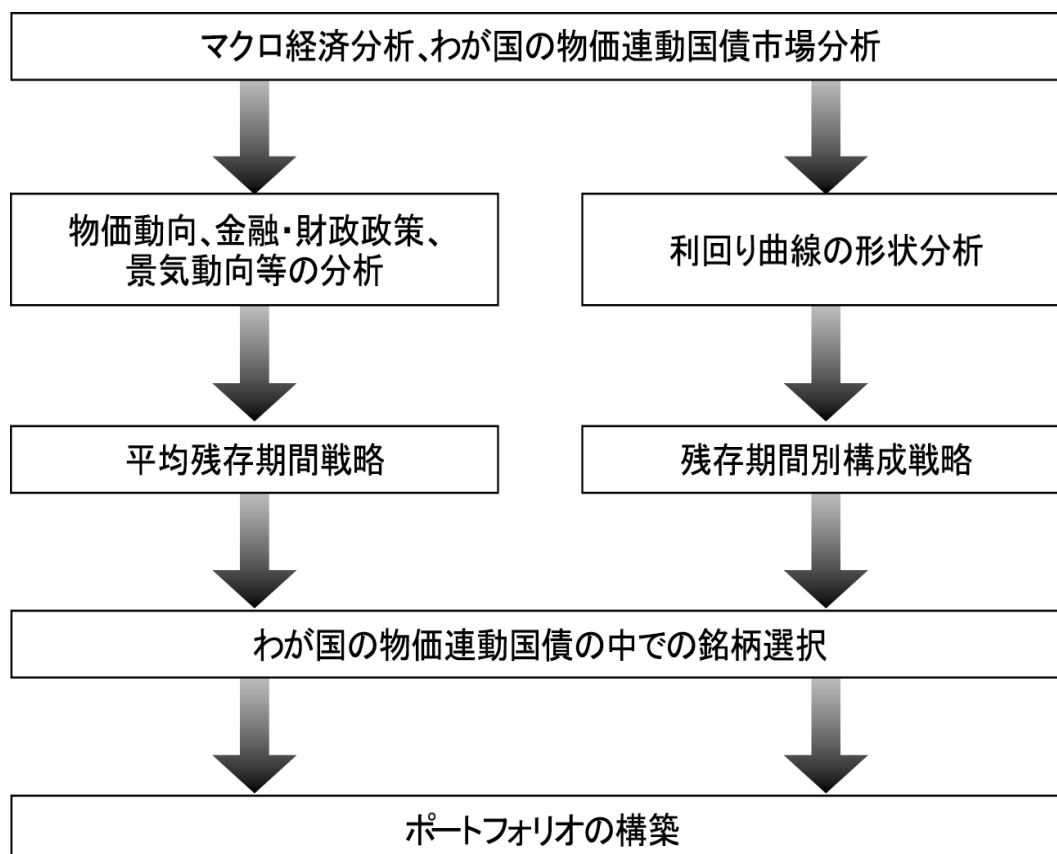 マクロ経済分析、わが国の物価連動国債市場分析
物価動向、金融・財政政策、
景気動向等の分析
利回り曲線の形状分析
平均残存期間戦略
残存期間別構成戦略
わが国の物価連動国債の中での銘柄選択
ポートフォリオの構築